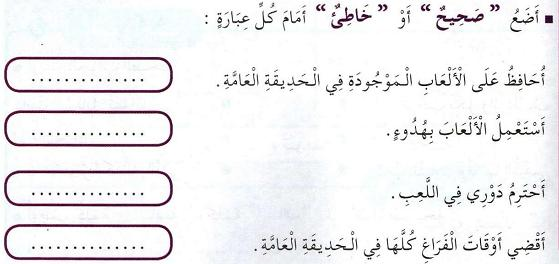 ▪ أَضَعُ ” صَحِيحٌ “ أَوْ ” خَاطِئٌ “ أَمَامَ كُلِّ عِبَارَةٍ :
أُحَافِظُ عَلَى الْأَلْعَابِ الْمَوْجُودَةِ فِي الْحَدِيقَةِ الْعَامَّةِ. ..............
أَسْتَعْمِلُ الْأَلْعَابَ بِهُدُوءٍ. ..............
أَحْتَرِمُ دَوْرِي فِي اللَّعِبِ. ..............
أَقْضِي أَوْقَاتَ الْفَرَاغِ كُلَّهَا فِي الْحَدِيقَةِ الْعَامَّةِ. ..............